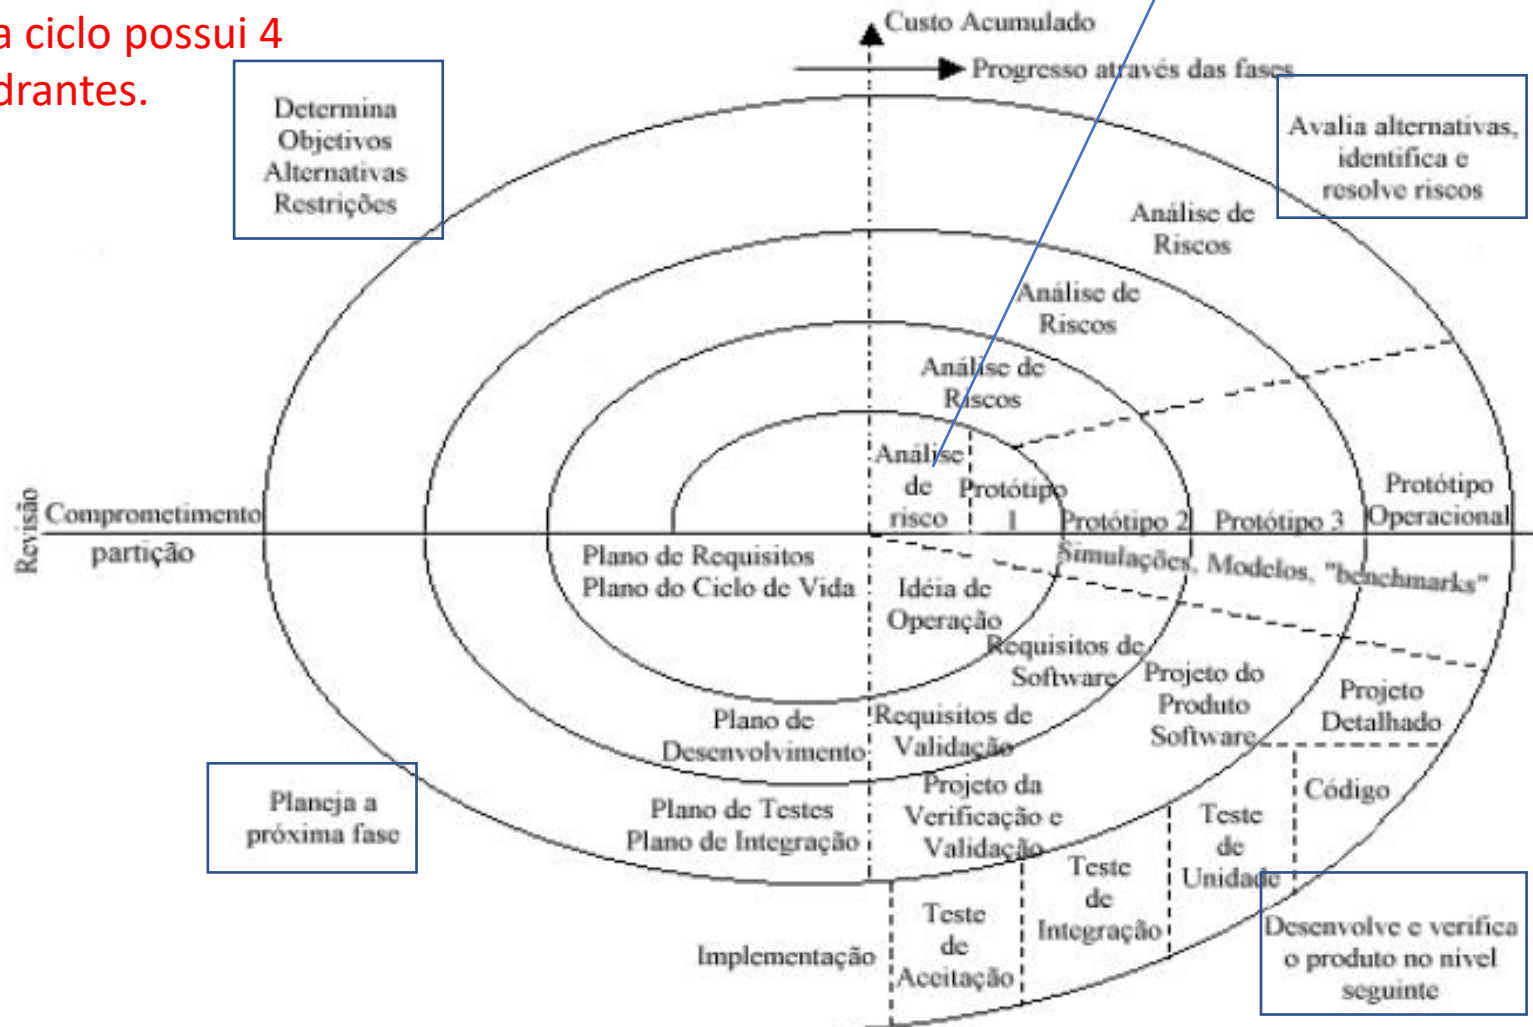 a ciclo possui 4
drantes.
Custo Acumulado
Progresso através das fases
Determina
Objetivos
Alternativas
Restrições
Avalia alternativas,
identifica e
resolve riscos
Análise de
Riscos
Análise de
Riscos
Análise de
Riscos
Análise
de
risco
Protótipo
1
Protótipo 2
Protótipo 3
Protótipo
Operacional
Revisão
Comprometimento
partição
Plano de Requisitos
Plano do Ciclo de Vida
Idéia de
Operação
Simulações, Modelos, "benchmarks"
Requisitos de
Software
Projeto do
Produto
Software
Projeto
Detalhado
Plano de
Desenvolvimento
Requisitos de
Validação
Planeja a
próxima fase
Plano de Testes
Plano de Integração
Projeto da
Verificação e
Validação
Código
Teste
de
Unidade
Teste
de
Integração
Teste
de
Aceitação
Implementação
Desenvolve e verifica
o produto no nivel
seguinte